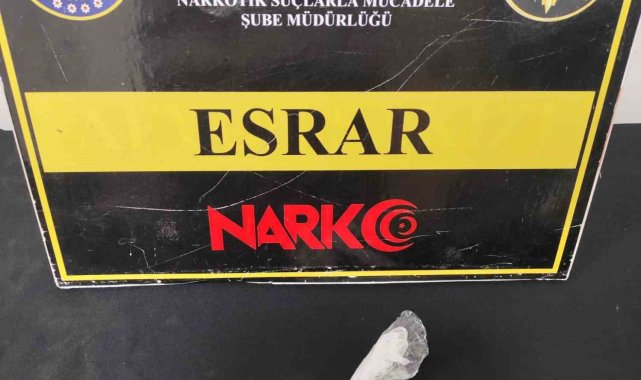 NARKOTİK SUÇLARLA MÜCADELE
ŞUBE MÜDÜRLÜĞÜ
ESRAR
NARKO